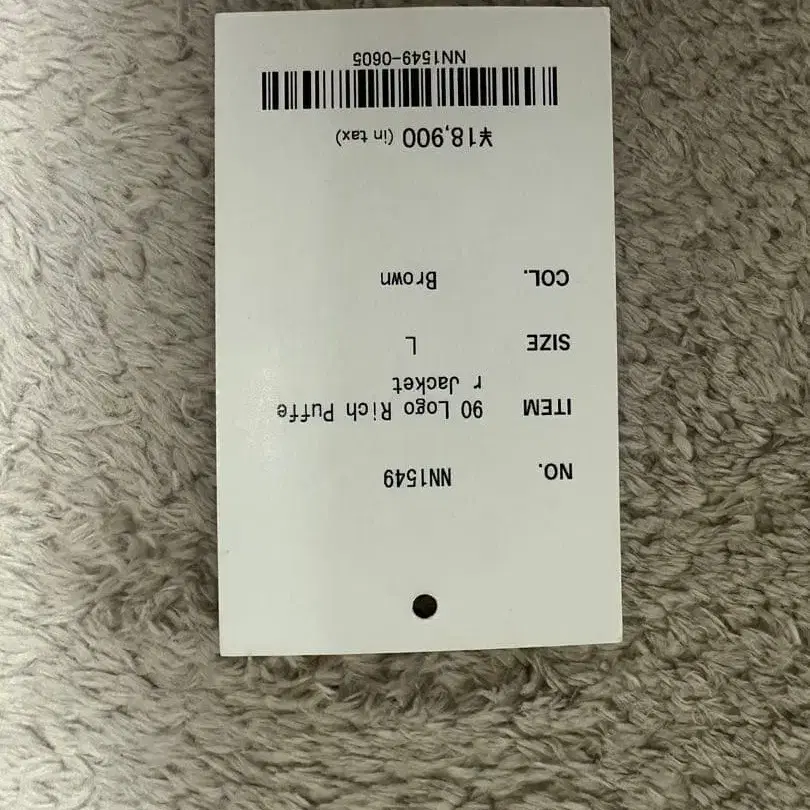 NO. NN1549
ITEM 90 Logo Rich Puffe
r Jacket
SIZE L
COL. Brown
¥18,900 (in tax)
NN1549-0605